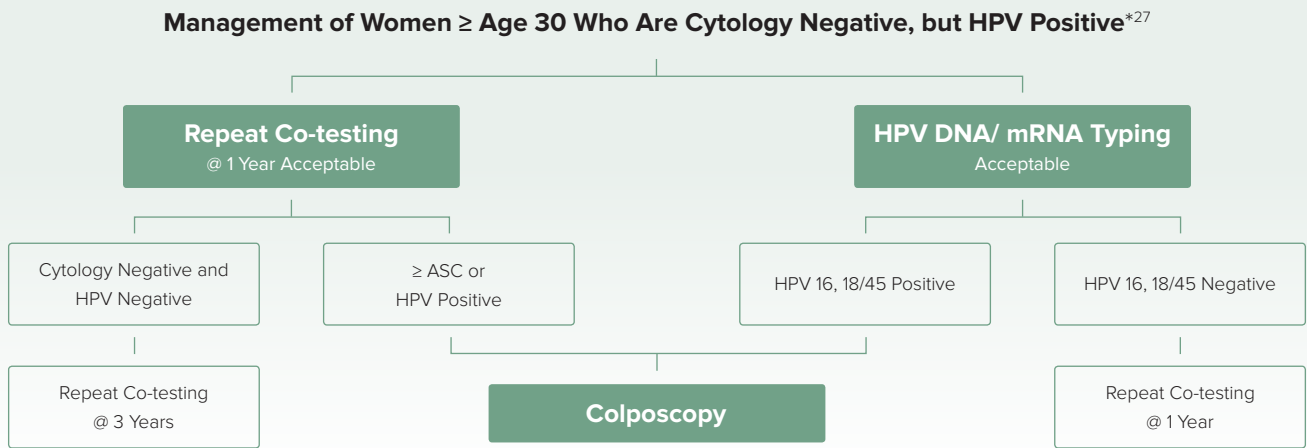 Management of Women ≥ Age 30 Who Are Cytology Negative, but HPV Positive*27
Repeat Co-testing
@ 1 Year Acceptable
HPV DNA/ mRNA Typing
Acceptable
Cytology Negative and
HPV Negative
≥ ASC or
HPV Positive
HPV 16, 18/45 Positive
HPV 16, 18/45 Negative
Repeat Co-testing
@ 3 Years
Colposcopy
Repeat Co-testing
@ 1 Year